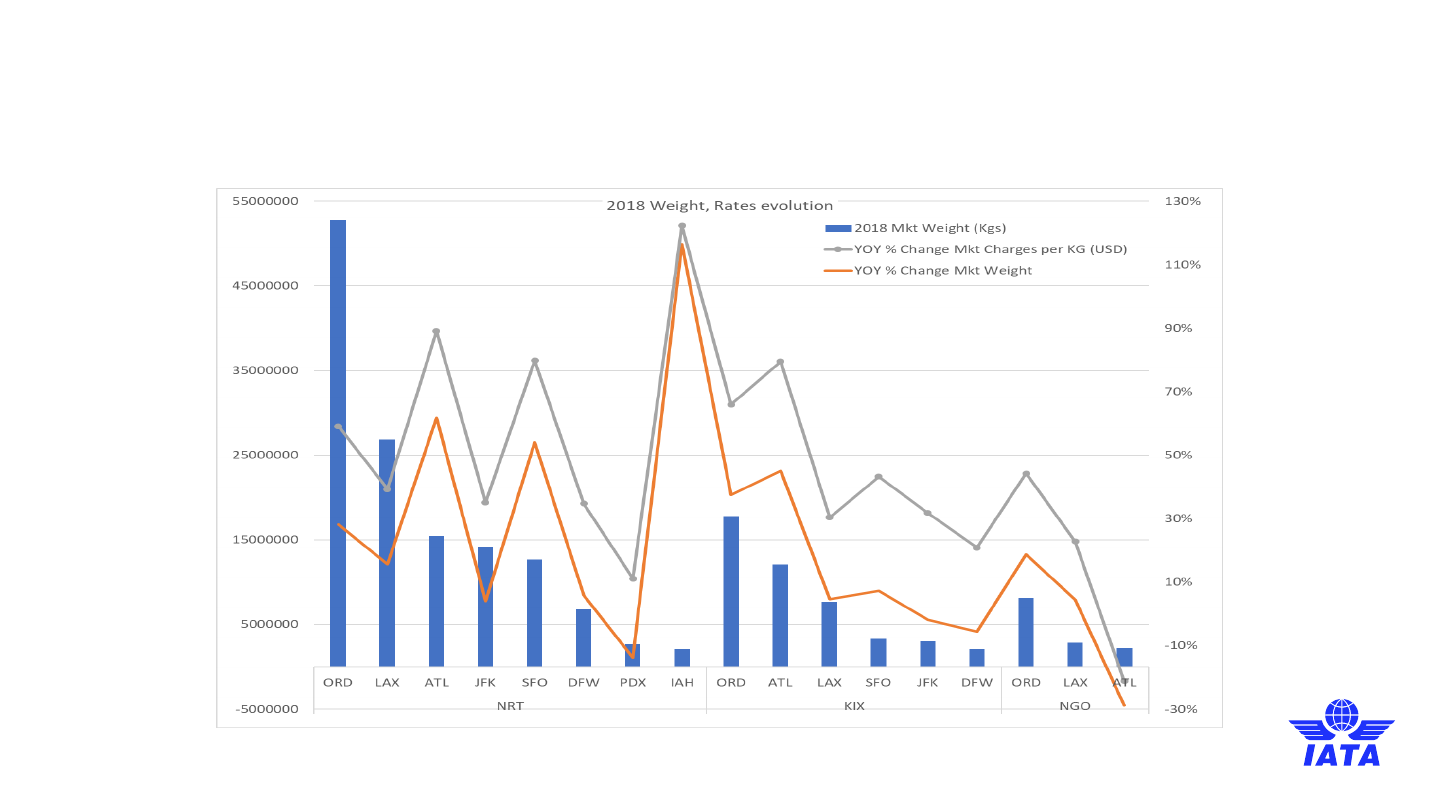 2018 Weight, Rates evolution
2018 Mkt Weight (Kgs)
YOY % Change Mkt Charges per KG (USD)
YOY % Change Mkt Weight
55000000
45000000
35000000
25000000
15000000
5000000
-5000000
130%
110%
90%
70%
50%
30%
10%
-10%
-30%
ORD LAX ATL JFK SFO DFW PDX IAH ORD ATL LAX SFO JFK DFW ORD LAX ATL
NRT KIX NGO
IATA